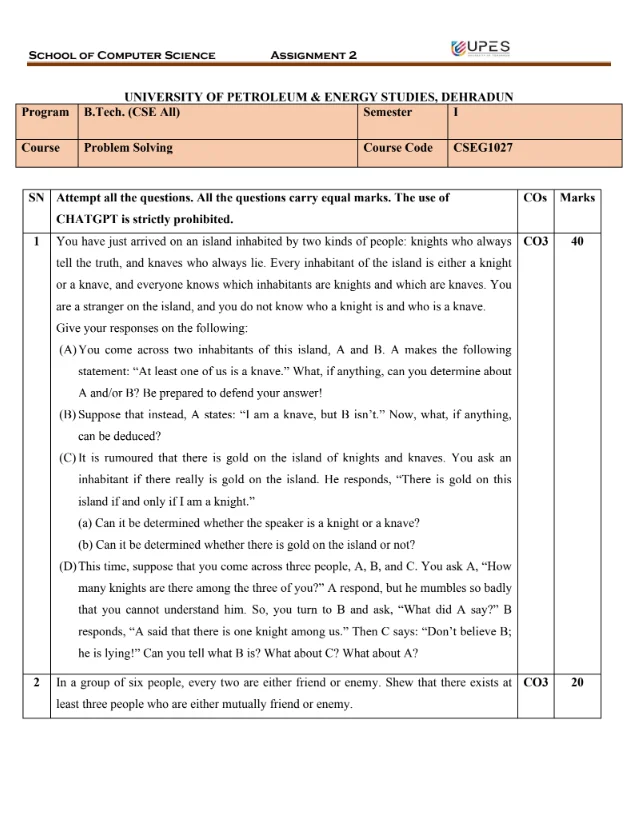 SCHOOL OF COMPUTER SCIENCE ASSIGNMENT 2 UPES
UNIVERSITY OF PETROLEUM & ENERGY STUDIES, DEHRADUN
Program B.Tech. (CSE All) Semester I
Course Problem Solving Course Code CSEG1027
SN Attempt all the questions. All the questions carry equal marks. The use of COs Marks
CHATGPT is strictly prohibited.
1 You have just arrived on an island inhabited by two kinds of people: knights who always CO3 40
tell the truth, and knaves who always lie. Every inhabitant of the island is either a knight
or a knave, and everyone knows which inhabitants are knights and which are knaves. You
are a stranger on the island, and you do not know who a knight is and who is a knave.
Give your responses on the following:
(A) You come across two inhabitants of this island, A and B. A makes the following
statement: “At least one of us is a knave.” What, if anything, can you determine about
A and/or B? Be prepared to defend your answer!
(B) Suppose that instead, A states: “I am a knave, but B isn’t.” Now, what, if anything,
can be deduced?
(C) It is rumoured that there is gold on the island of knights and knaves. You ask an
inhabitant if there really is gold on the island. He responds, “There is gold on this
island if and only if I am a knight.”
(a) Can it be determined whether the speaker is a knight or a knave?
(b) Can it be determined whether there is gold on the island or not?
(D) This time, suppose that you come across three people, A, B, and C. You ask A, “How
many knights are there among the three of you?” A respond, but he mumbles so badly
that you cannot understand him. So, you turn to B and ask, “What did A say?” B
responds, “A said that there is one knight among us.” Then C says: “Don’t believe B;
he is lying!” Can you tell what B is? What about C? What about A?
2 In a group of six people, every two are either friend or enemy. Shew that there exists at CO3 20
least three people who are either mutually friend or enemy.